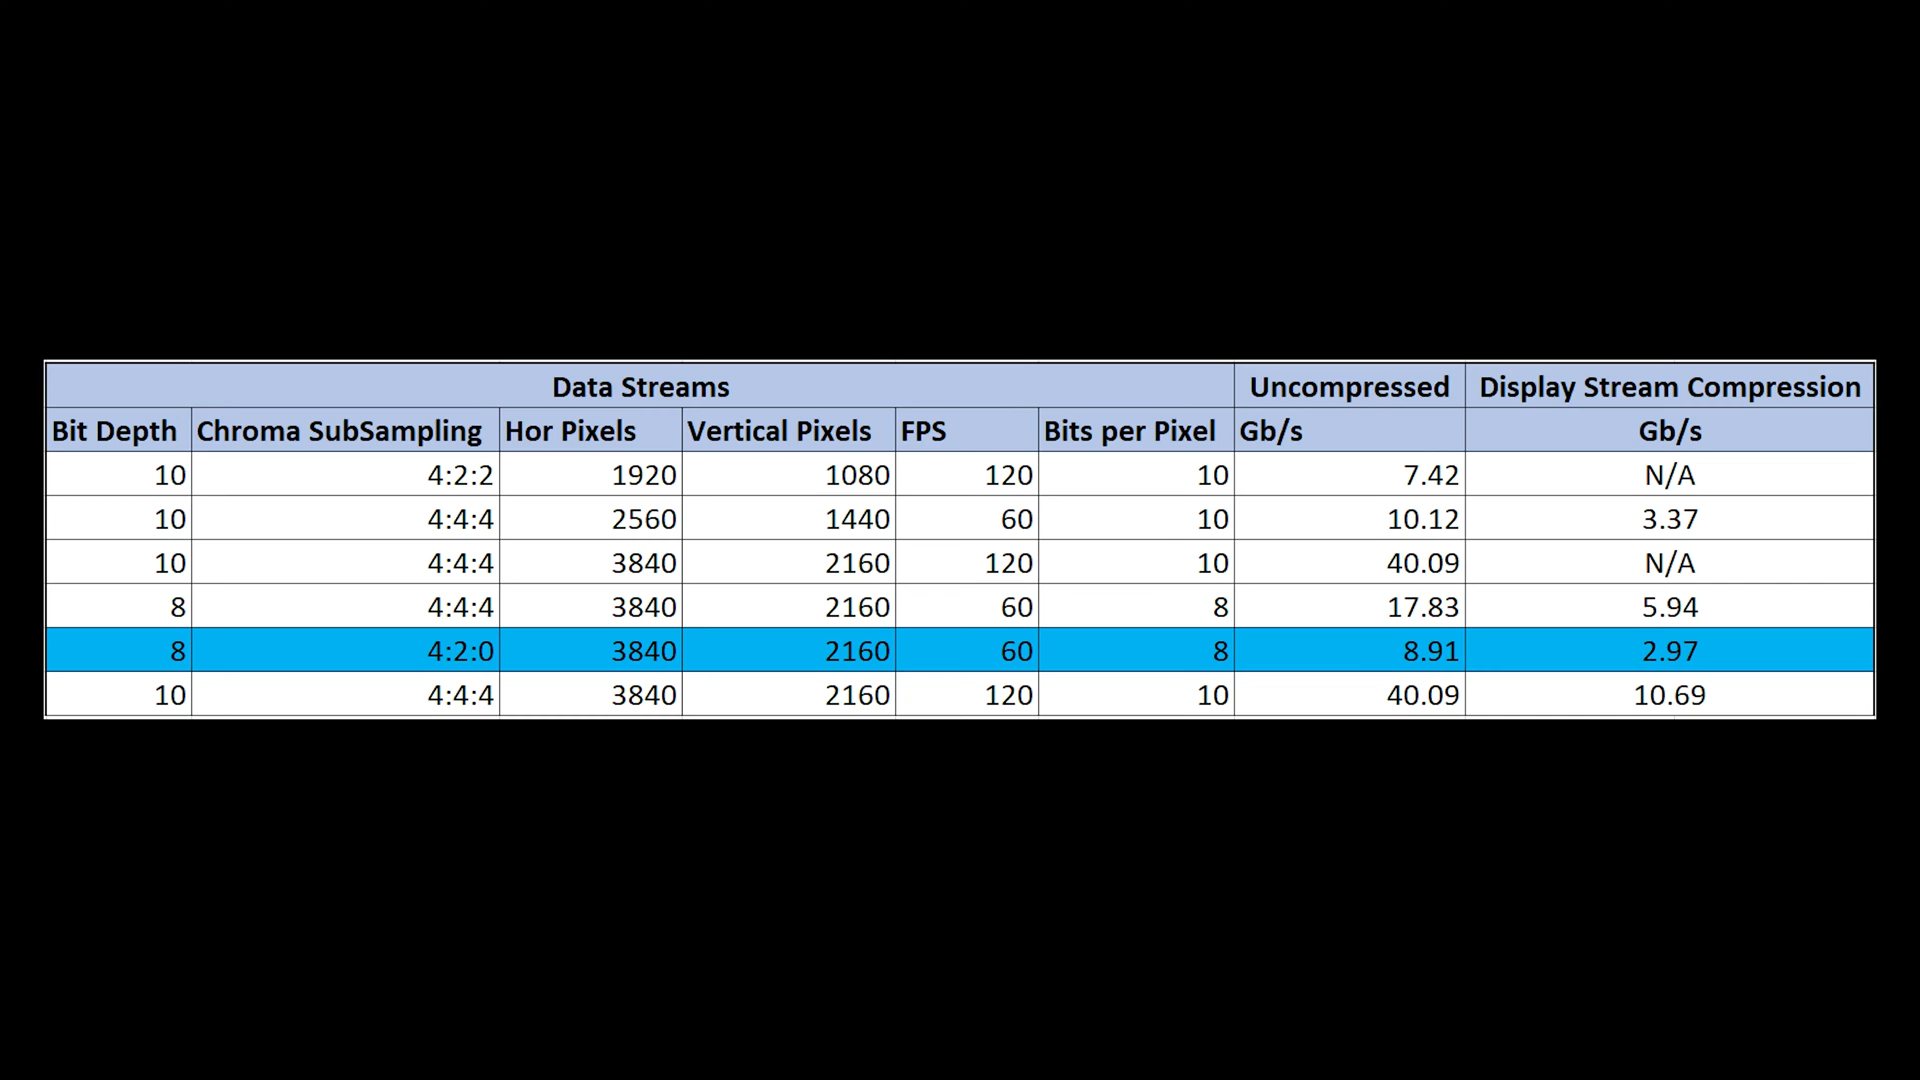 Data Streams Uncompressed Display Stream Compression
Bit Depth Chroma SubSampling Hor Pixels Vertical Pixels FPS Bits per Pixel Gb/s Gb/s
10 4:2:2 1920 1080 120 10 7.42 N/A
10 4:4:4 2560 1440 60 10 10.12 3.37
10 4:4:4 3840 2160 120 10 40.09 N/A
8 4:4:4 3840 2160 60 8 17.83 5.94
8 4:2:0 3840 2160 60 8 8.91 2.97
10 4:4:4 3840 2160 120 10 40.09 10.69